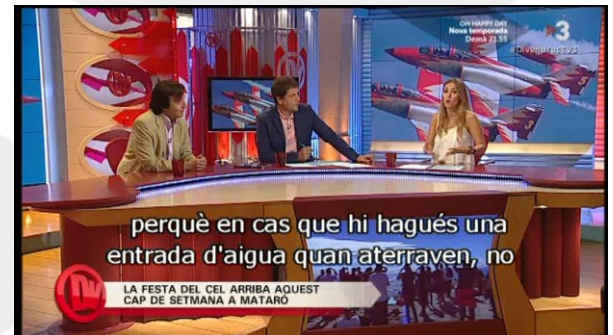 OH HAPPY DAY
Nova temporada
Demà 21.55
3
#DivendresTV3
perquè en cas que hi hagués una
entrada d'aigua quan aterraven, no
LA FESTA DEL CEL ARRIBA AQUEST
CAP DE SETMANA A MATARÓ